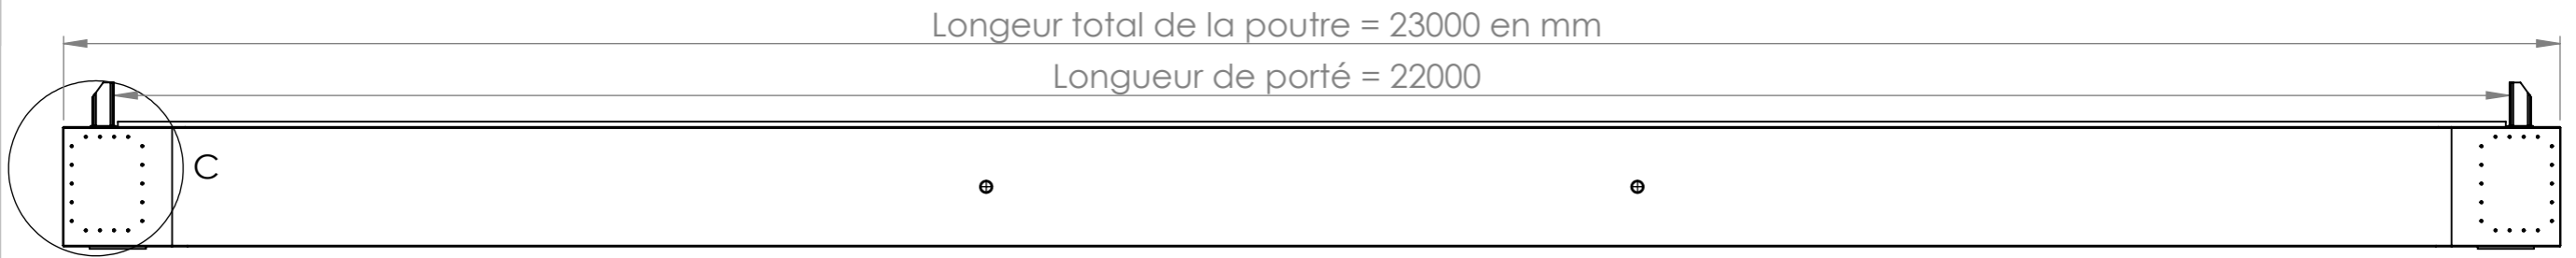 Longeur total de la poutre = 23000 en mm
Longueur de porté = 22000
C